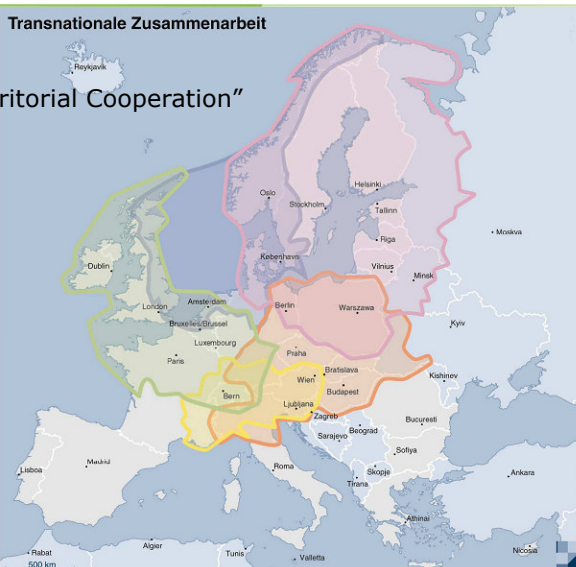 Transnationale Zusammenarbeit
Reykjavik
ritorial Cooperation”
Helsinki
Oslo
Stockholm
Tallinn
Riga
Moskva
København
Vilnius
Minsk
Dublin
Amsterdam
Berlin
Warszawa
London
Bruxelles/Brussel
Kyiv
Luxembourg
Praha
Paris
Bratislava
Wien
Kishinev
Budapest
Bern
Ljubljana
Zagreb
Bucuresti
Beograd
Sarajevo
Sofiya
Madrid
Roma
Skopje
Lisboa
Tirana
Ankara
Athinai
Rabat
Algier
Tunis
Valletta
Nicosia
500 km